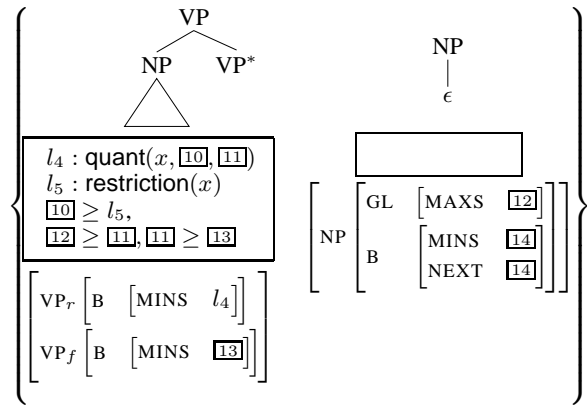 VP
NP VP*
l₄ : quant(x, 10, 11)
l₅ : restriction(x)
10 ≥ l₅,
12 ≥ 11, 11 ≥ 13
VPr [B [MINS l₄]]
VPf [B [MINS 13]]
NP
ϵ
NP [GL [MAXS 12]
B [MINS 14
NEXT 14]]